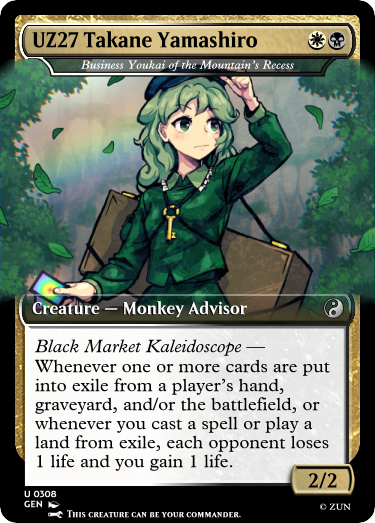 UZ27 Takane Yamashiro
Business Youkai of the Mountain's Recess
Creature — Monkey Advisor
Black Market Kaleidoscope —
Whenever one or more cards are put
into exile from a player's hand,
graveyard, and/or the battlefield, or
whenever you cast a spell or play a
land from exile, each opponent loses
1 life and you gain 1 life.
2/2
U 0308
GEN
THIS CREATURE CAN BE YOUR COMMANDER.
© ZUN